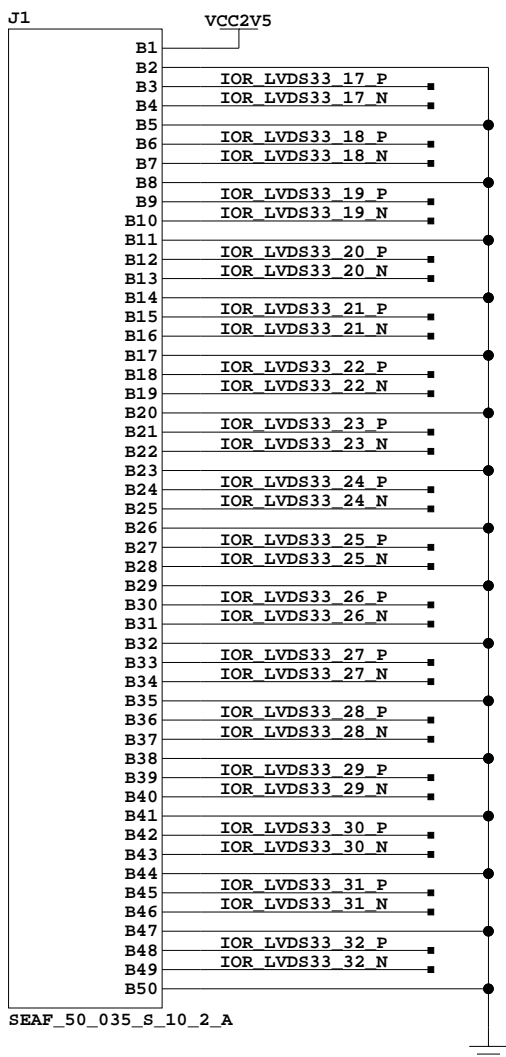 J1 VCC2V5
B1
B2
B3 IOR_LVDS33_17_P
B4 IOR_LVDS33_17_N
B5
B6 IOR_LVDS33_18_P
B7 IOR_LVDS33_18_N
B8
B9 IOR_LVDS33_19_P
B10 IOR_LVDS33_19_N
B11
B12 IOR_LVDS33_20_P
B13 IOR_LVDS33_20_N
B14
B15 IOR_LVDS33_21_P
B16 IOR_LVDS33_21_N
B17
B18 IOR_LVDS33_22_P
B19 IOR_LVDS33_22_N
B20
B21 IOR_LVDS33_23_P
B22 IOR_LVDS33_23_N
B23
B24 IOR_LVDS33_24_P
B25 IOR_LVDS33_24_N
B26
B27 IOR_LVDS33_25_P
B28 IOR_LVDS33_25_N
B29
B30 IOR_LVDS33_26_P
B31 IOR_LVDS33_26_N
B32
B33 IOR_LVDS33_27_P
B34 IOR_LVDS33_27_N
B35
B36 IOR_LVDS33_28_P
B37 IOR_LVDS33_28_N
B38
B39 IOR_LVDS33_29_P
B40 IOR_LVDS33_29_N
B41
B42 IOR_LVDS33_30_P
B43 IOR_LVDS33_30_N
B44
B45 IOR_LVDS33_31_P
B46 IOR_LVDS33_31_N
B47
B48 IOR_LVDS33_32_P
B49 IOR_LVDS33_32_N
B50
SEAF_50_035_S_10_2_A